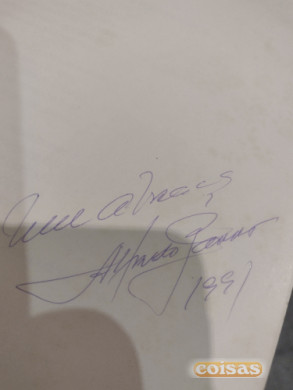 Um abraço
Alfredo
1991
coisas